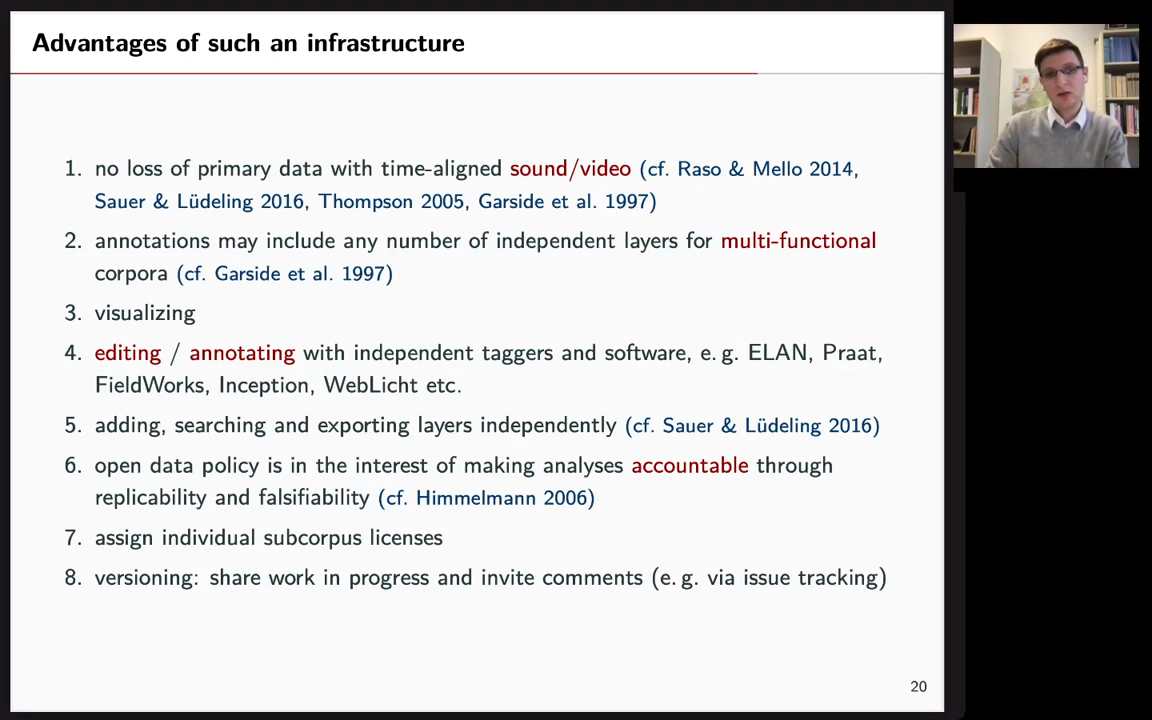 Advantages of such an infrastructure
1. no loss of primary data with time-aligned sound/video (cf. Raso & Mello 2014,
Sauer & Lüdeling 2016, Thompson 2005, Garside et al. 1997)
2. annotations may include any number of independent layers for multi-functional
corpora (cf. Garside et al. 1997)
3. visualizing
4. editing / annotating with independent taggers and software, e. g. ELAN, Praat,
FieldWorks, Inception, WebLicht etc.
5. adding, searching and exporting layers independently (cf. Sauer & Lüdeling 2016)
6. open data policy is in the interest of making analyses accountable through
replicability and falsifiability (cf. Himmelmann 2006)
7. assign individual subcorpus licenses
8. versioning: share work in progress and invite comments (e. g. via issue tracking)
20